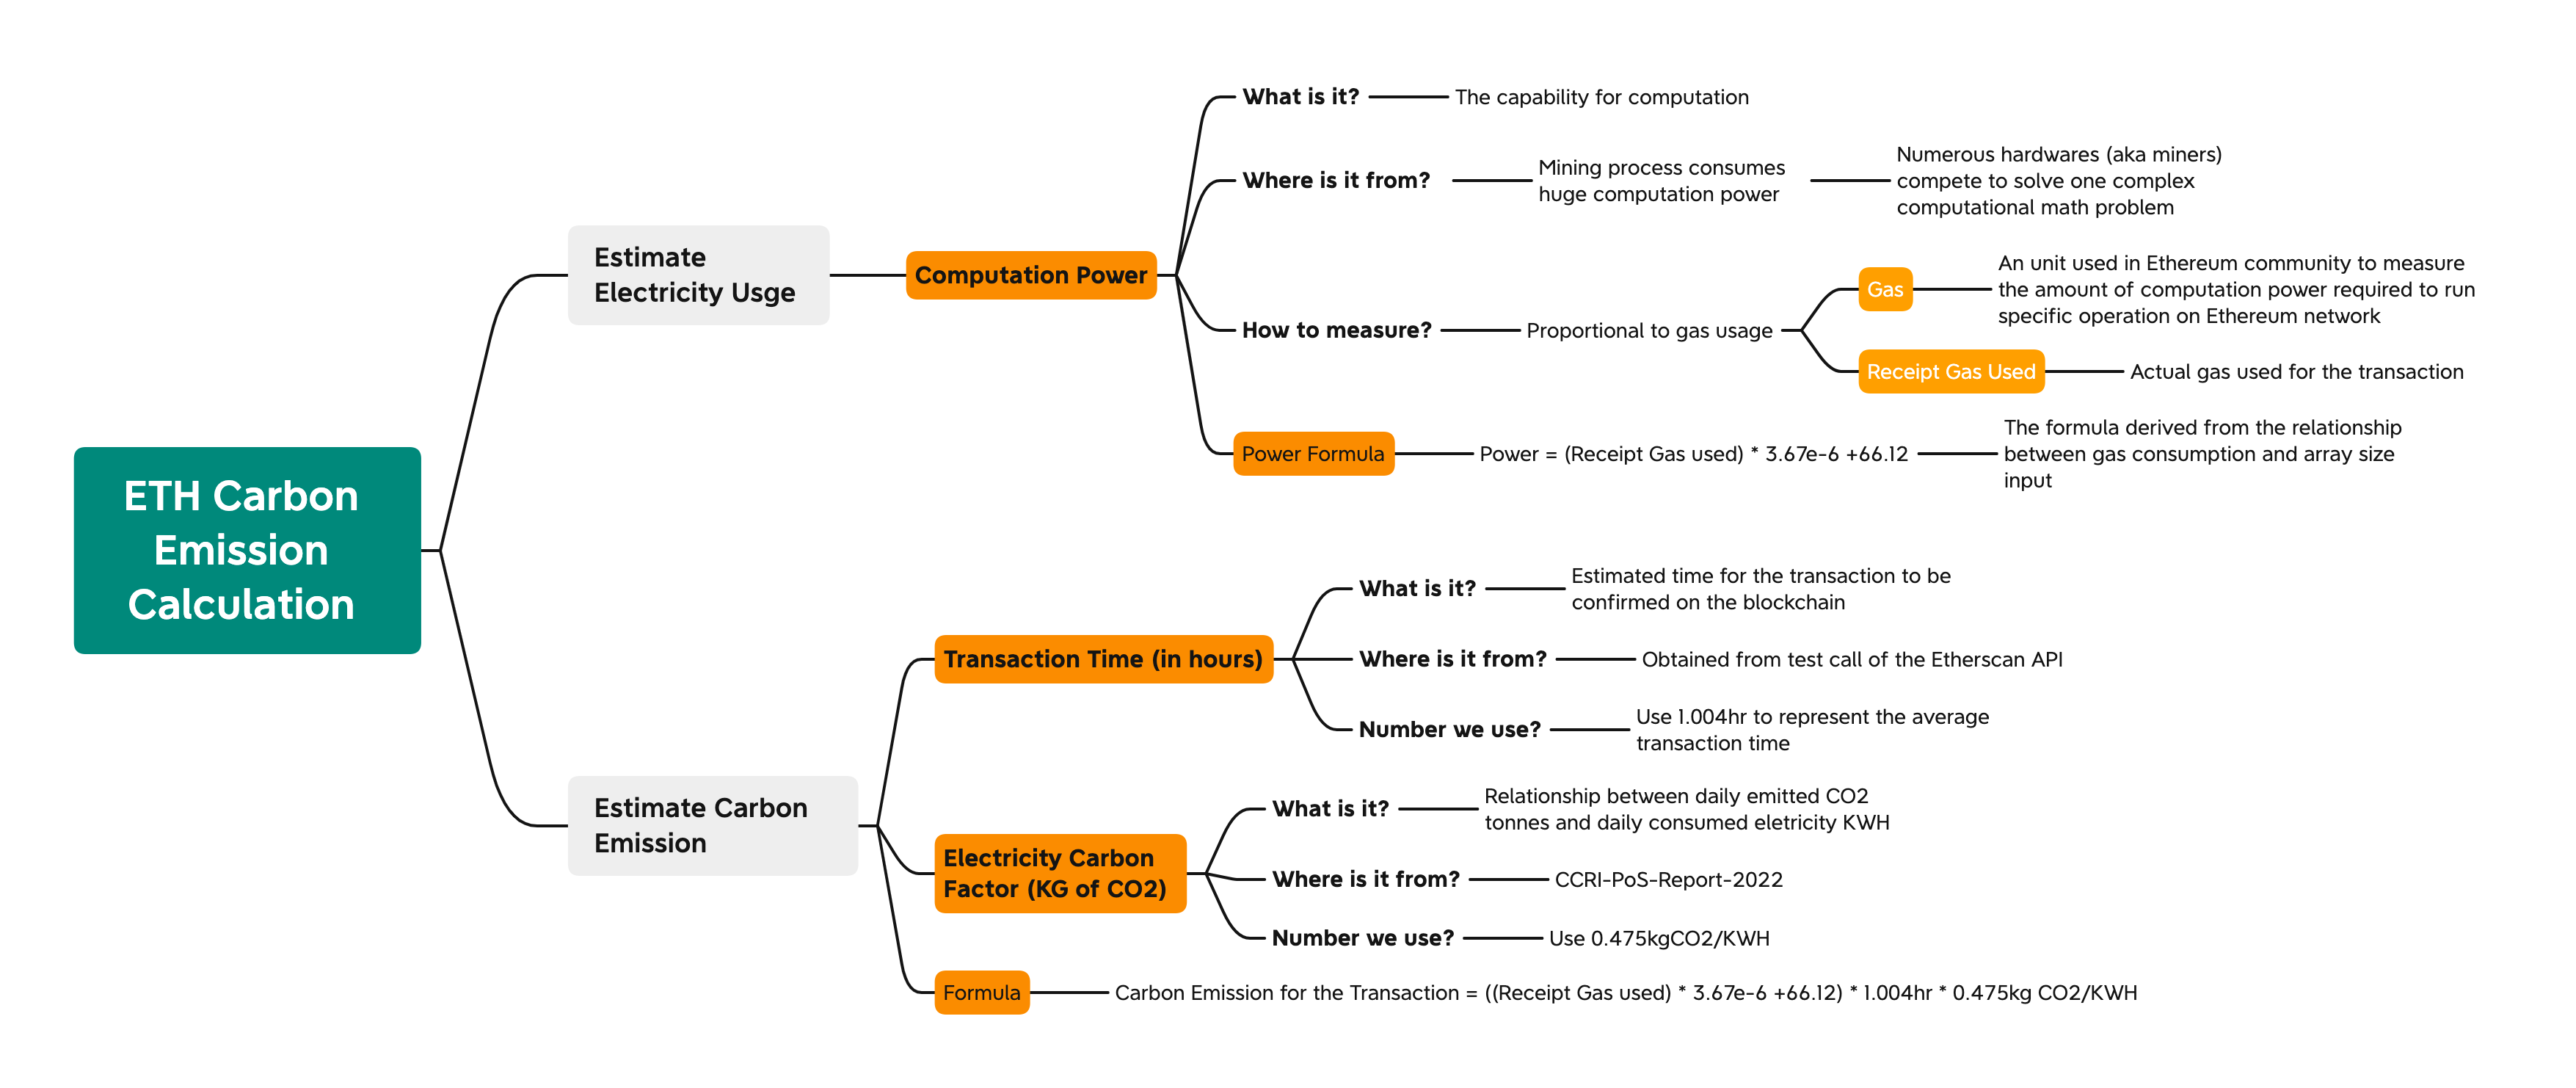 ETH Carbon
Emission
Calculation
Estimate
Electricity Usge
Computation Power
What is it?
The capability for computation
Where is it from?
Mining process consumes
huge computation power
Numerous hardwares (aka miners)
compete to solve one complex
computational math problem
How to measure?
Proportional to gas usage
Gas
An unit used in Ethereum community to measure
the amount of computation power required to run
specific operation on Ethereum network
Receipt Gas Used
Actual gas used for the transaction
Power Formula
Power = (Receipt Gas used) * 3.67e-6 +66.12
The formula derived from the relationship
between gas consumption and array size
input
Estimate Carbon
Emission
Transaction Time (in hours)
What is it?
Estimated time for the transaction to be
confirmed on the blockchain
Where is it from?
Obtained from test call of the Etherscan API
Number we use?
Use 1.004hr to represent the average
transaction time
Electricity Carbon
Factor (KG of CO2)
What is it?
Relationship between daily emitted CO2
tonnes and daily consumed eletricity KWH
Where is it from?
CCRI-PoS-Report-2022
Number we use?
Use 0.475kgCO2/KWH
Formula
Carbon Emission for the Transaction = ((Receipt Gas used) * 3.67e-6 +66.12) * 1.004hr * 0.475kg CO2/KWH